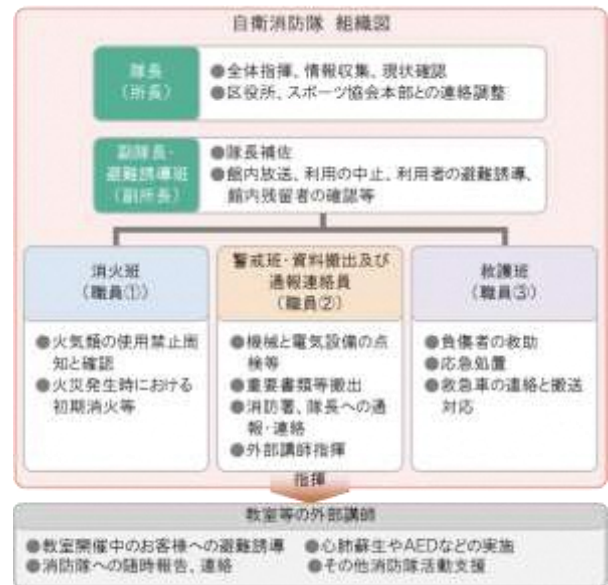 自衛消防隊 組織図
隊長
(所長)
●全体指揮、情報収集、現状確認
●区役所、スポーツ協会本部との連絡調整
副隊長・
避難誘導班
(副所長)
●隊長補佐
●館内放送、利用の中止、利用者の避難誘導、
館内残留者の確認等
消火班
(職員①)
●火気類の使用禁止周
知と確認
●火災発生時における
初期消火等
警戒班・資料搬出及び
通報連絡員
(職員②)
●機械と電気設備の点
検等
●重要書類等搬出
●消防署、隊長への通
報・連絡
●外部講師指揮
救護班
(職員③)
●負傷者の救助
●応急処置
●救急車の連絡と搬送
対応
指揮
教室等の外部講師
●教室開催中のお客様への避難誘導
●消防隊への随時報告、連絡
●心肺蘇生やAEDなどの実施
●その他消防隊活動支援